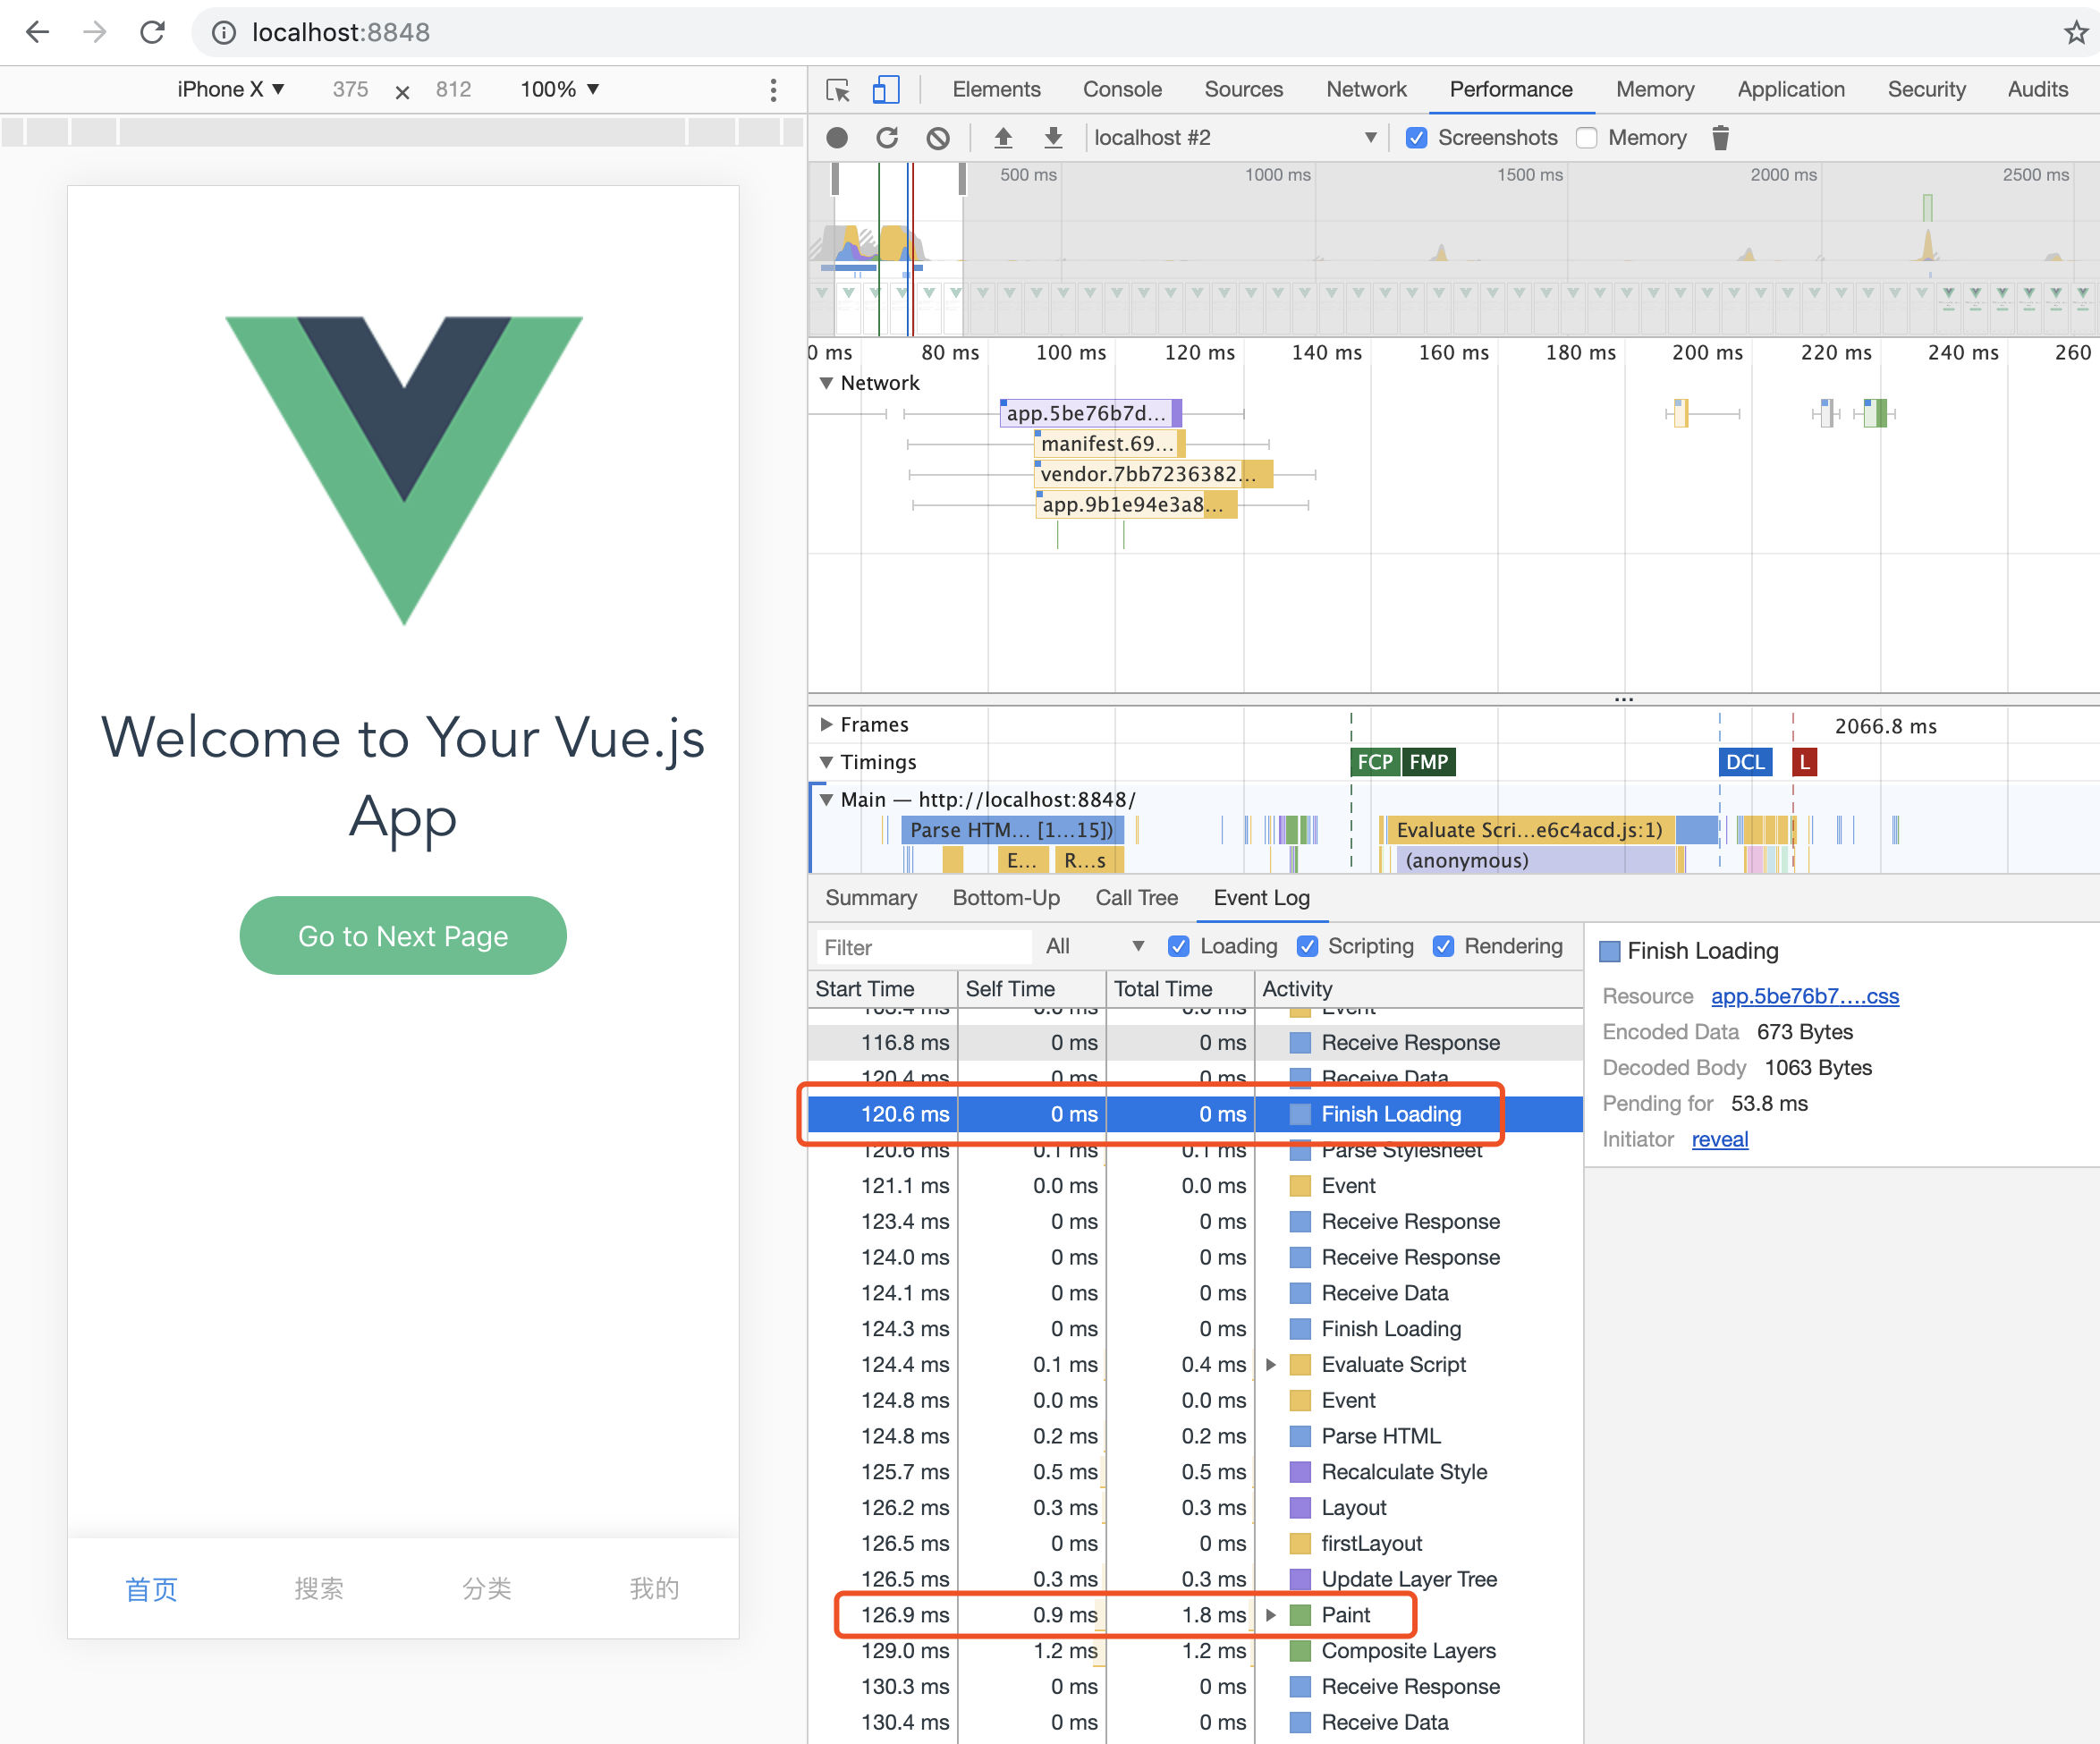 localhost:8848
iPhone X ▼ 375 × 812 100% ▼
Elements Console Sources Network Performance Memory Application Security Audits
localhost #2 ▼ Screenshots Memory
500 ms 1000 ms 1500 ms 2000 ms 2500 ms
0 ms 80 ms 100 ms 120 ms 140 ms 160 ms 180 ms 200 ms 220 ms 240 ms 260
▼ Network
app.5be76b7d...
manifest.69...
vendor.7bb7236382...
app.9b1e94e3a8...
Frames 2066.8 ms
Timings FCP FMP DCL L
Main — http://localhost:8848/
Parse HTM... [1...15]) Evaluate Scri...e6c4acd.js:1)
E... R...s (anonymous)
Summary Bottom-Up Call Tree Event Log
Filter All ▼ Loading Scripting Rendering
Start Time Self Time Total Time Activity
Event
116.8 ms 0 ms 0 ms Receive Response
120.4 ms 0 ms 0 ms Receive Data
120.6 ms 0 ms 0 ms Finish Loading
120.6 ms 0.1 ms 0.1 ms Parse Stylesheet
121.1 ms 0.0 ms 0.0 ms Event
123.4 ms 0 ms 0 ms Receive Response
124.0 ms 0 ms 0 ms Receive Response
124.1 ms 0 ms 0 ms Receive Data
124.3 ms 0 ms 0 ms Finish Loading
124.4 ms 0.1 ms 0.4 ms Evaluate Script
124.8 ms 0.0 ms 0.0 ms Event
124.8 ms 0.2 ms 0.2 ms Parse HTML
125.7 ms 0.5 ms 0.5 ms Recalculate Style
126.2 ms 0.3 ms 0.3 ms Layout
126.5 ms 0 ms 0 ms firstLayout
126.5 ms 0.3 ms 0.3 ms Update Layer Tree
126.9 ms 0.9 ms 1.8 ms Paint
129.0 ms 1.2 ms 1.2 ms Composite Layers
130.3 ms 0 ms 0 ms Receive Response
130.4 ms 0 ms 0 ms Receive Data
Finish Loading
Resource app.5be76b7....css
Encoded Data 673 Bytes
Decoded Body 1063 Bytes
Pending for 53.8 ms
Initiator reveal
Welcome to Your Vue.js
App
Go to Next Page
首页 搜索 分类 我的